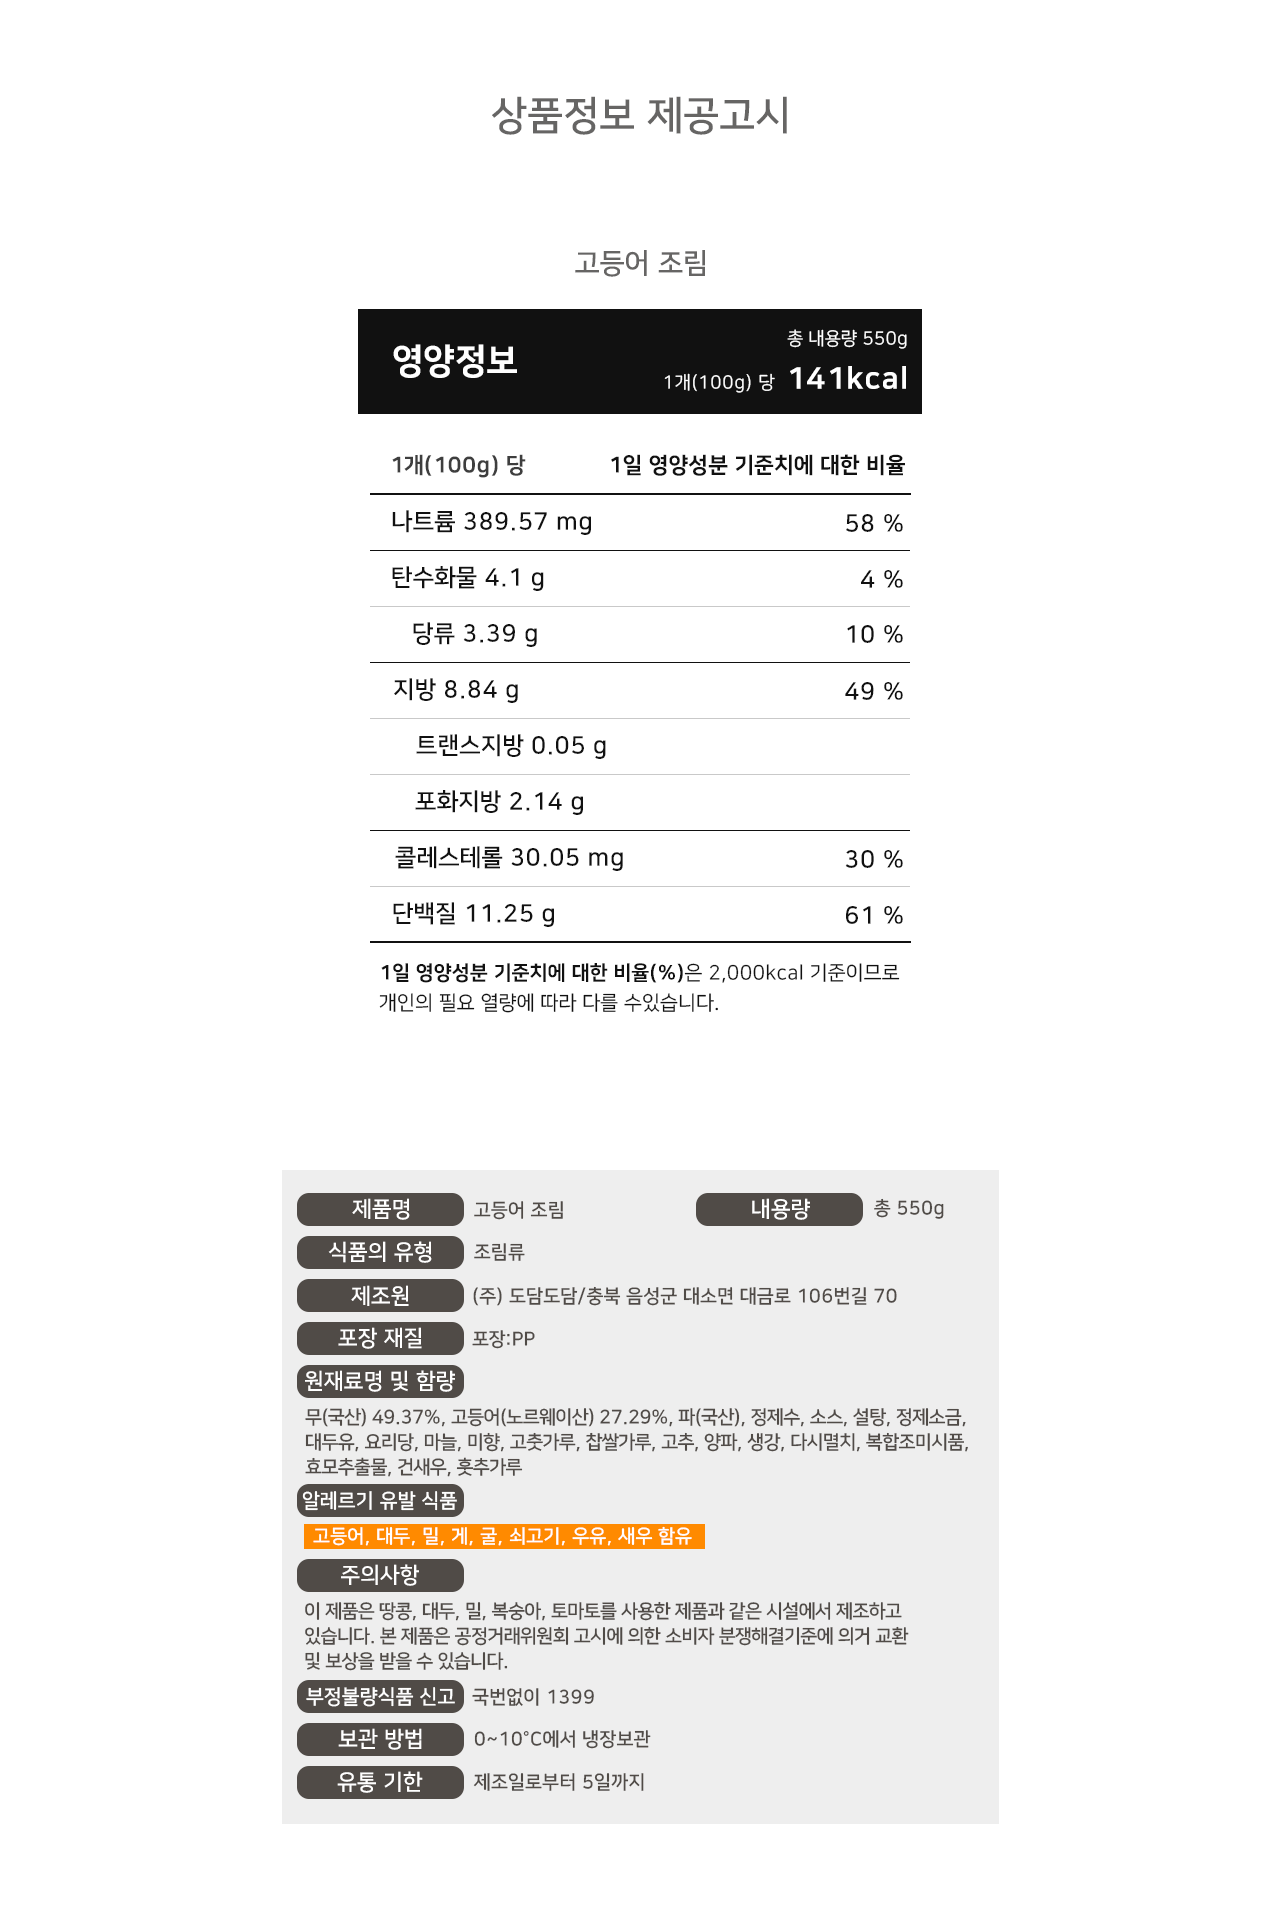 상품정보 제공고시
고등어 조림
영양정보
총 내용량 550g
1개(100g) 당 141kcal
1개(100g) 당 1일 영양성분 기준치에 대한 비율
나트륨 389.57 mg 58 %
탄수화물 4.1 g 4 %
당류 3.39 g 10 %
지방 8.84 g 49 %
트랜스지방 0.05 g
포화지방 2.14 g
콜레스테롤 30.05 mg 30 %
단백질 11.25 g 61 %
1일 영양성분 기준치에 대한 비율(%)은 2,000kcal 기준이므로
개인의 필요 열량에 따라 다를 수있습니다.
제품명 고등어 조림 내용량 총 550g
식품의 유형 조림류
제조원 (주) 도담도담/충북 음성군 대소면 대금로 106번길 70
포장 재질 포장:PP
원재료명 및 함량
무(국산) 49.37%, 고등어(노르웨이산) 27.29%, 파(국산), 정제수, 소스, 설탕, 정제소금,
대두유, 요리당, 마늘, 미향, 고춧가루, 찹쌀가루, 고추, 양파, 생강, 다시멸치, 복합조미시품,
효모추출물, 건새우, 훗추가루
알레르기 유발 식품
고등어, 대두, 밀, 게, 굴, 쇠고기, 우유, 새우 함유
주의사항
이 제품은 땅콩, 대두, 밀, 복숭아, 토마토를 사용한 제품과 같은 시설에서 제조하고
있습니다. 본 제품은 공정거래위원회 고시에 의한 소비자 분쟁해결기준에 의거 교환
및 보상을 받을 수 있습니다.
부정불량식품 신고 국번없이 1399
보관 방법 0~10°C에서 냉장보관
유통 기한 제조일로부터 5일까지